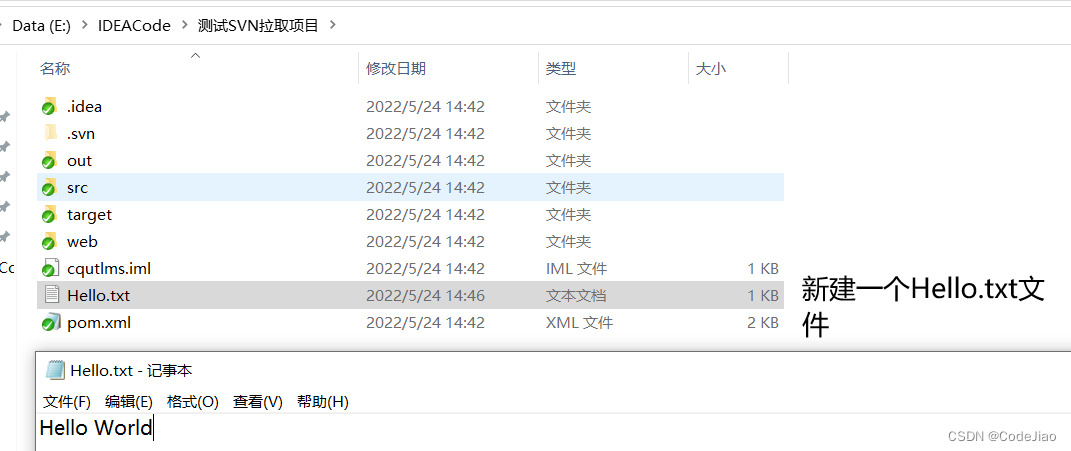 Data (E:) > IDEACode > 测试SVN拉取项目 >
名称 修改日期 类型 大小
.idea 2022/5/24 14:42 文件夹
.svn 2022/5/24 14:42 文件夹
out 2022/5/24 14:42 文件夹
src 2022/5/24 14:42 文件夹
target 2022/5/24 14:42 文件夹
web 2022/5/24 14:42 文件夹
Cc
cqutlms.iml 2022/5/24 14:42 IML 文件 1 KB
Hello.txt 2022/5/24 14:46 文本文档 1 KB
pom.xml 2022/5/24 14:42 XML 文件 2 KB
新建一个Hello.txt文
件
Hello.txt - 记事本
文件(F) 编辑(E) 格式(O) 查看(V) 帮助(H)
Hello World
CSDN @CodeJiao